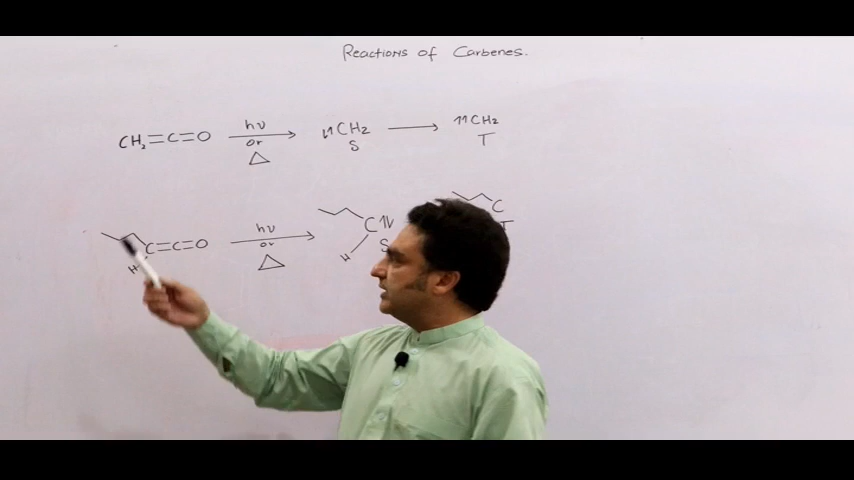 Reactions of Carbenes.
CH2=C=O hν or △ ↿⇂CH2 S → ↿↿CH2 T
C=C=O H hν or △ C ↿⇂ H S C T